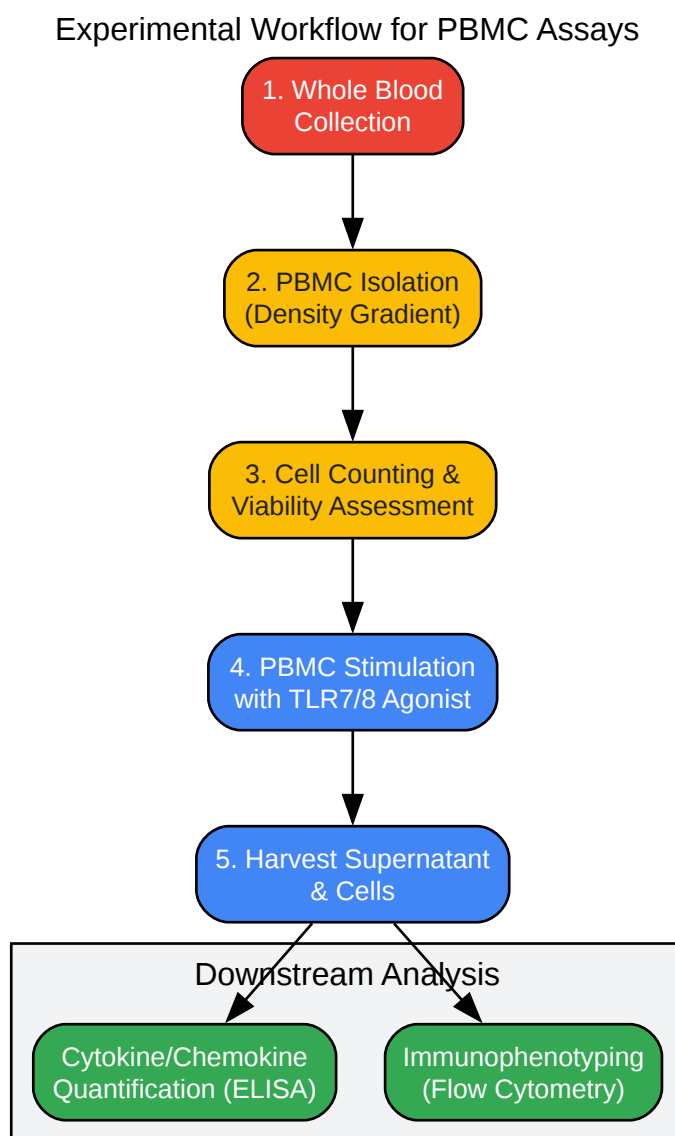 Experimental Workflow for PBMC Assays
1. Whole Blood
Collection
2. PBMC Isolation
(Density Gradient)
3. Cell Counting &
Viability Assessment
4. PBMC Stimulation
with TLR7/8 Agonist
5. Harvest Supernatant
& Cells
Downstream Analysis
Cytokine/Chemokine
Quantification (ELISA)
Immunophenotyping
(Flow Cytometry)